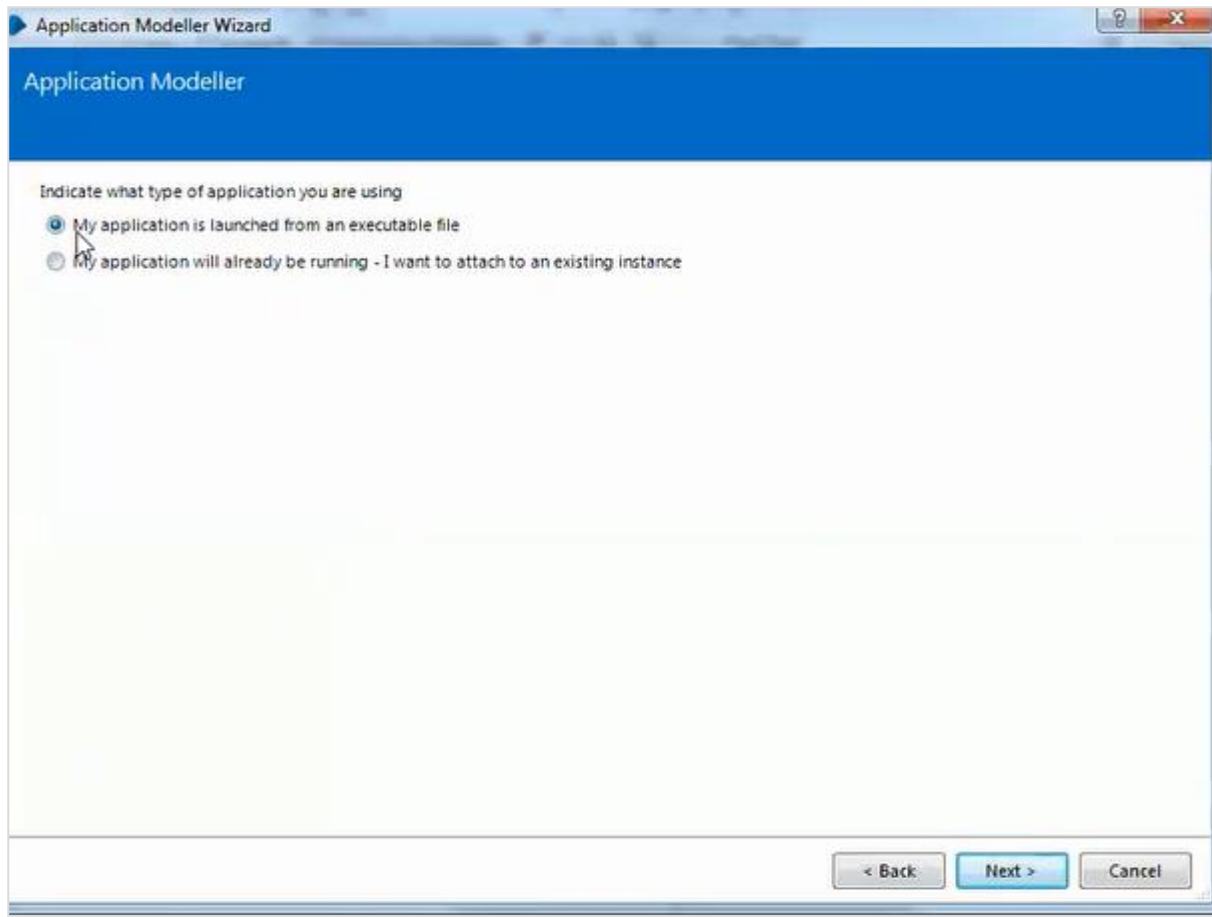 Application Modeller Wizard
Application Modeller
Indicate what type of application you are using
My application is launched from an executable file
My application will already be running - I want to attach to an existing instance
< Back
Next >
Cancel